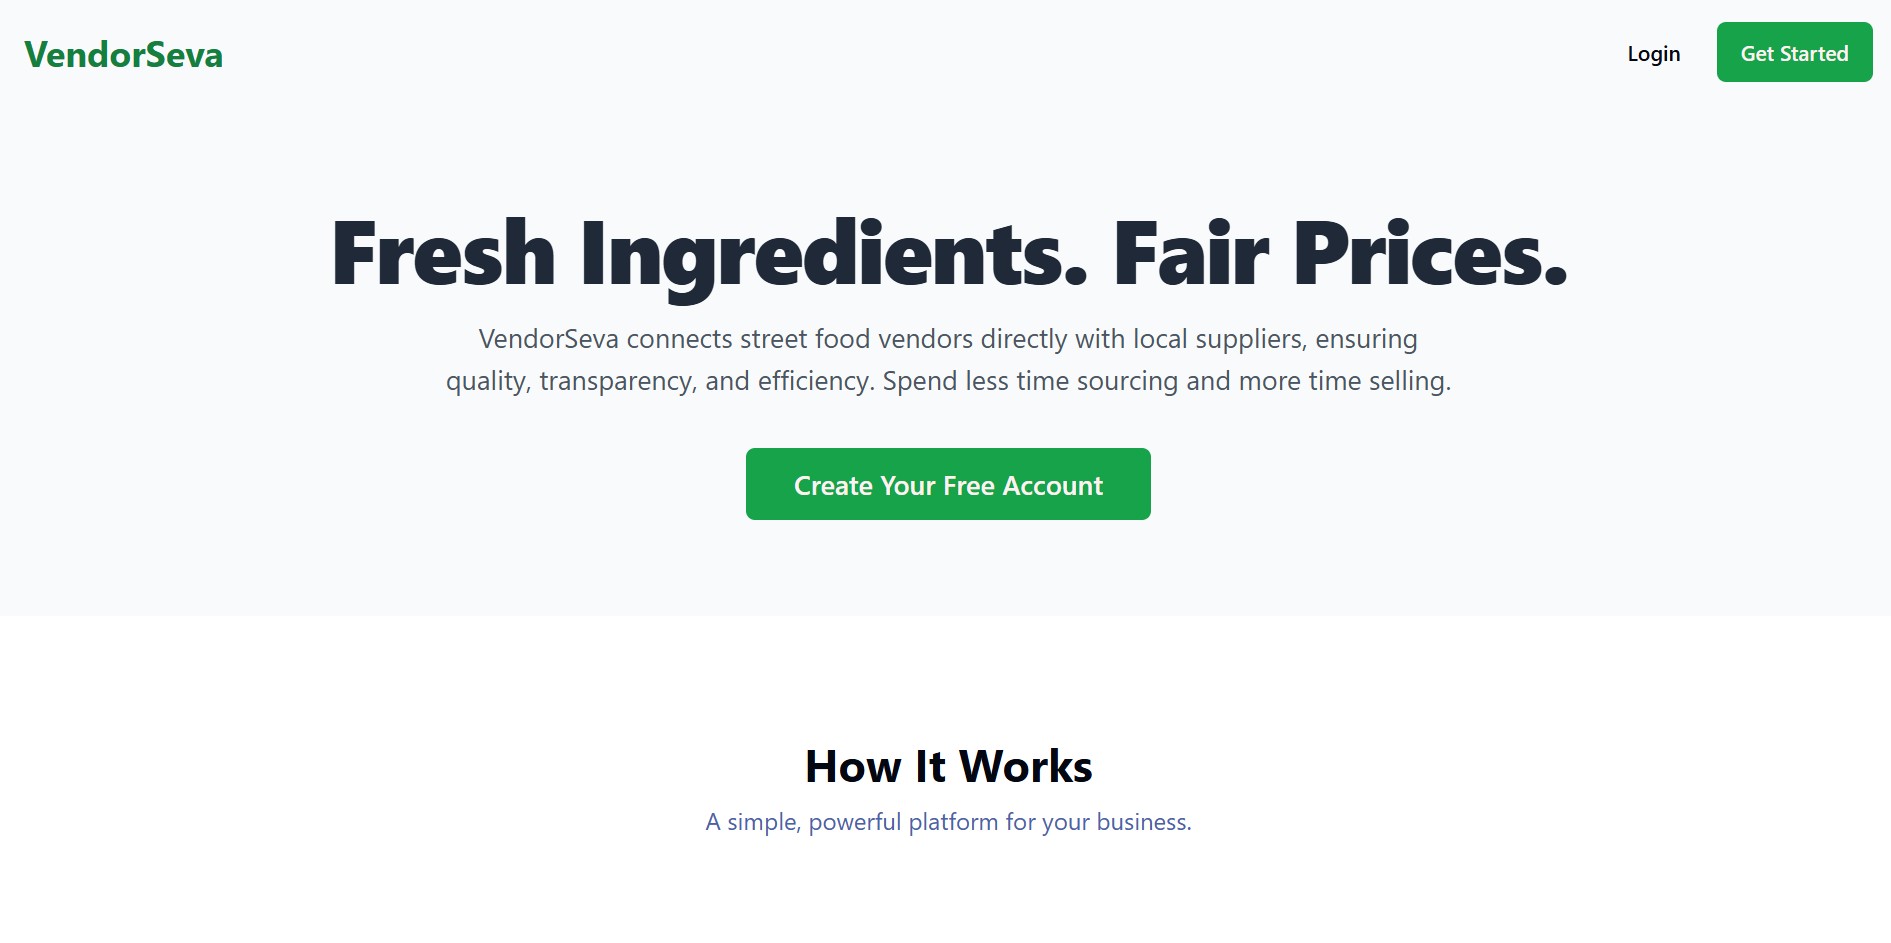 VendorSeva
Login
Get Started
Fresh Ingredients. Fair Prices.
VendorSeva connects street food vendors directly with local suppliers, ensuring
quality, transparency, and efficiency. Spend less time sourcing and more time selling.
Create Your Free Account
How It Works
A simple, powerful platform for your business.